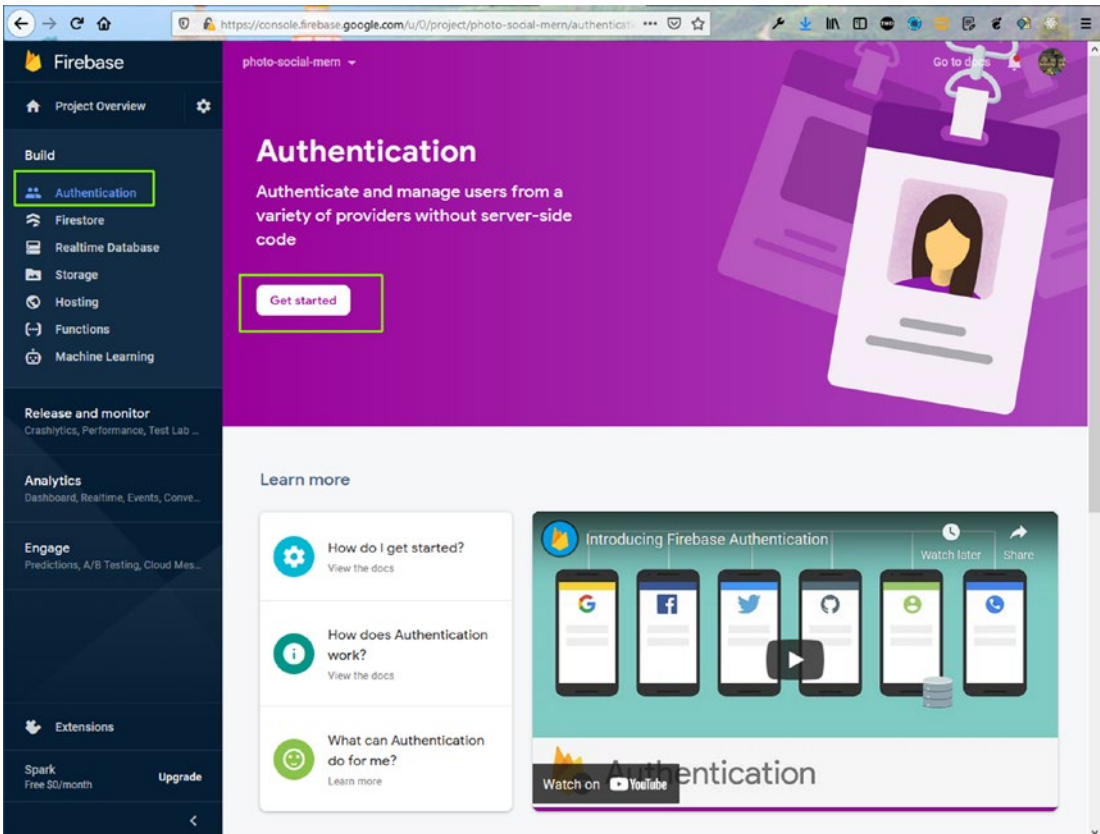 https://console.firebase.google.com/u/0/project/photo-social-mern/authenticati
Firebase
photo-social-mern
Go to docs
Project Overview
Build
Authentication
Firestore
Realtime Database
Storage
Hosting
Functions
Machine Learning
Release and monitor
Crashlytics, Performance, Test Lab ...
Analytics
Dashboard, Realtime, Events, Conve...
Engage
Predictions, A/B Testing, Cloud Mes...
Extensions
Spark
Free $0/month
Upgrade
Authentication
Authenticate and manage users from a
variety of providers without server-side
code
Get started
Learn more
How do I get started?
View the docs
How does Authentication
work?
View the docs
What can Authentication
do for me?
Learn more
Introducing Firebase Authentication
Watch later
Share
Authentication
Watch on YouTube